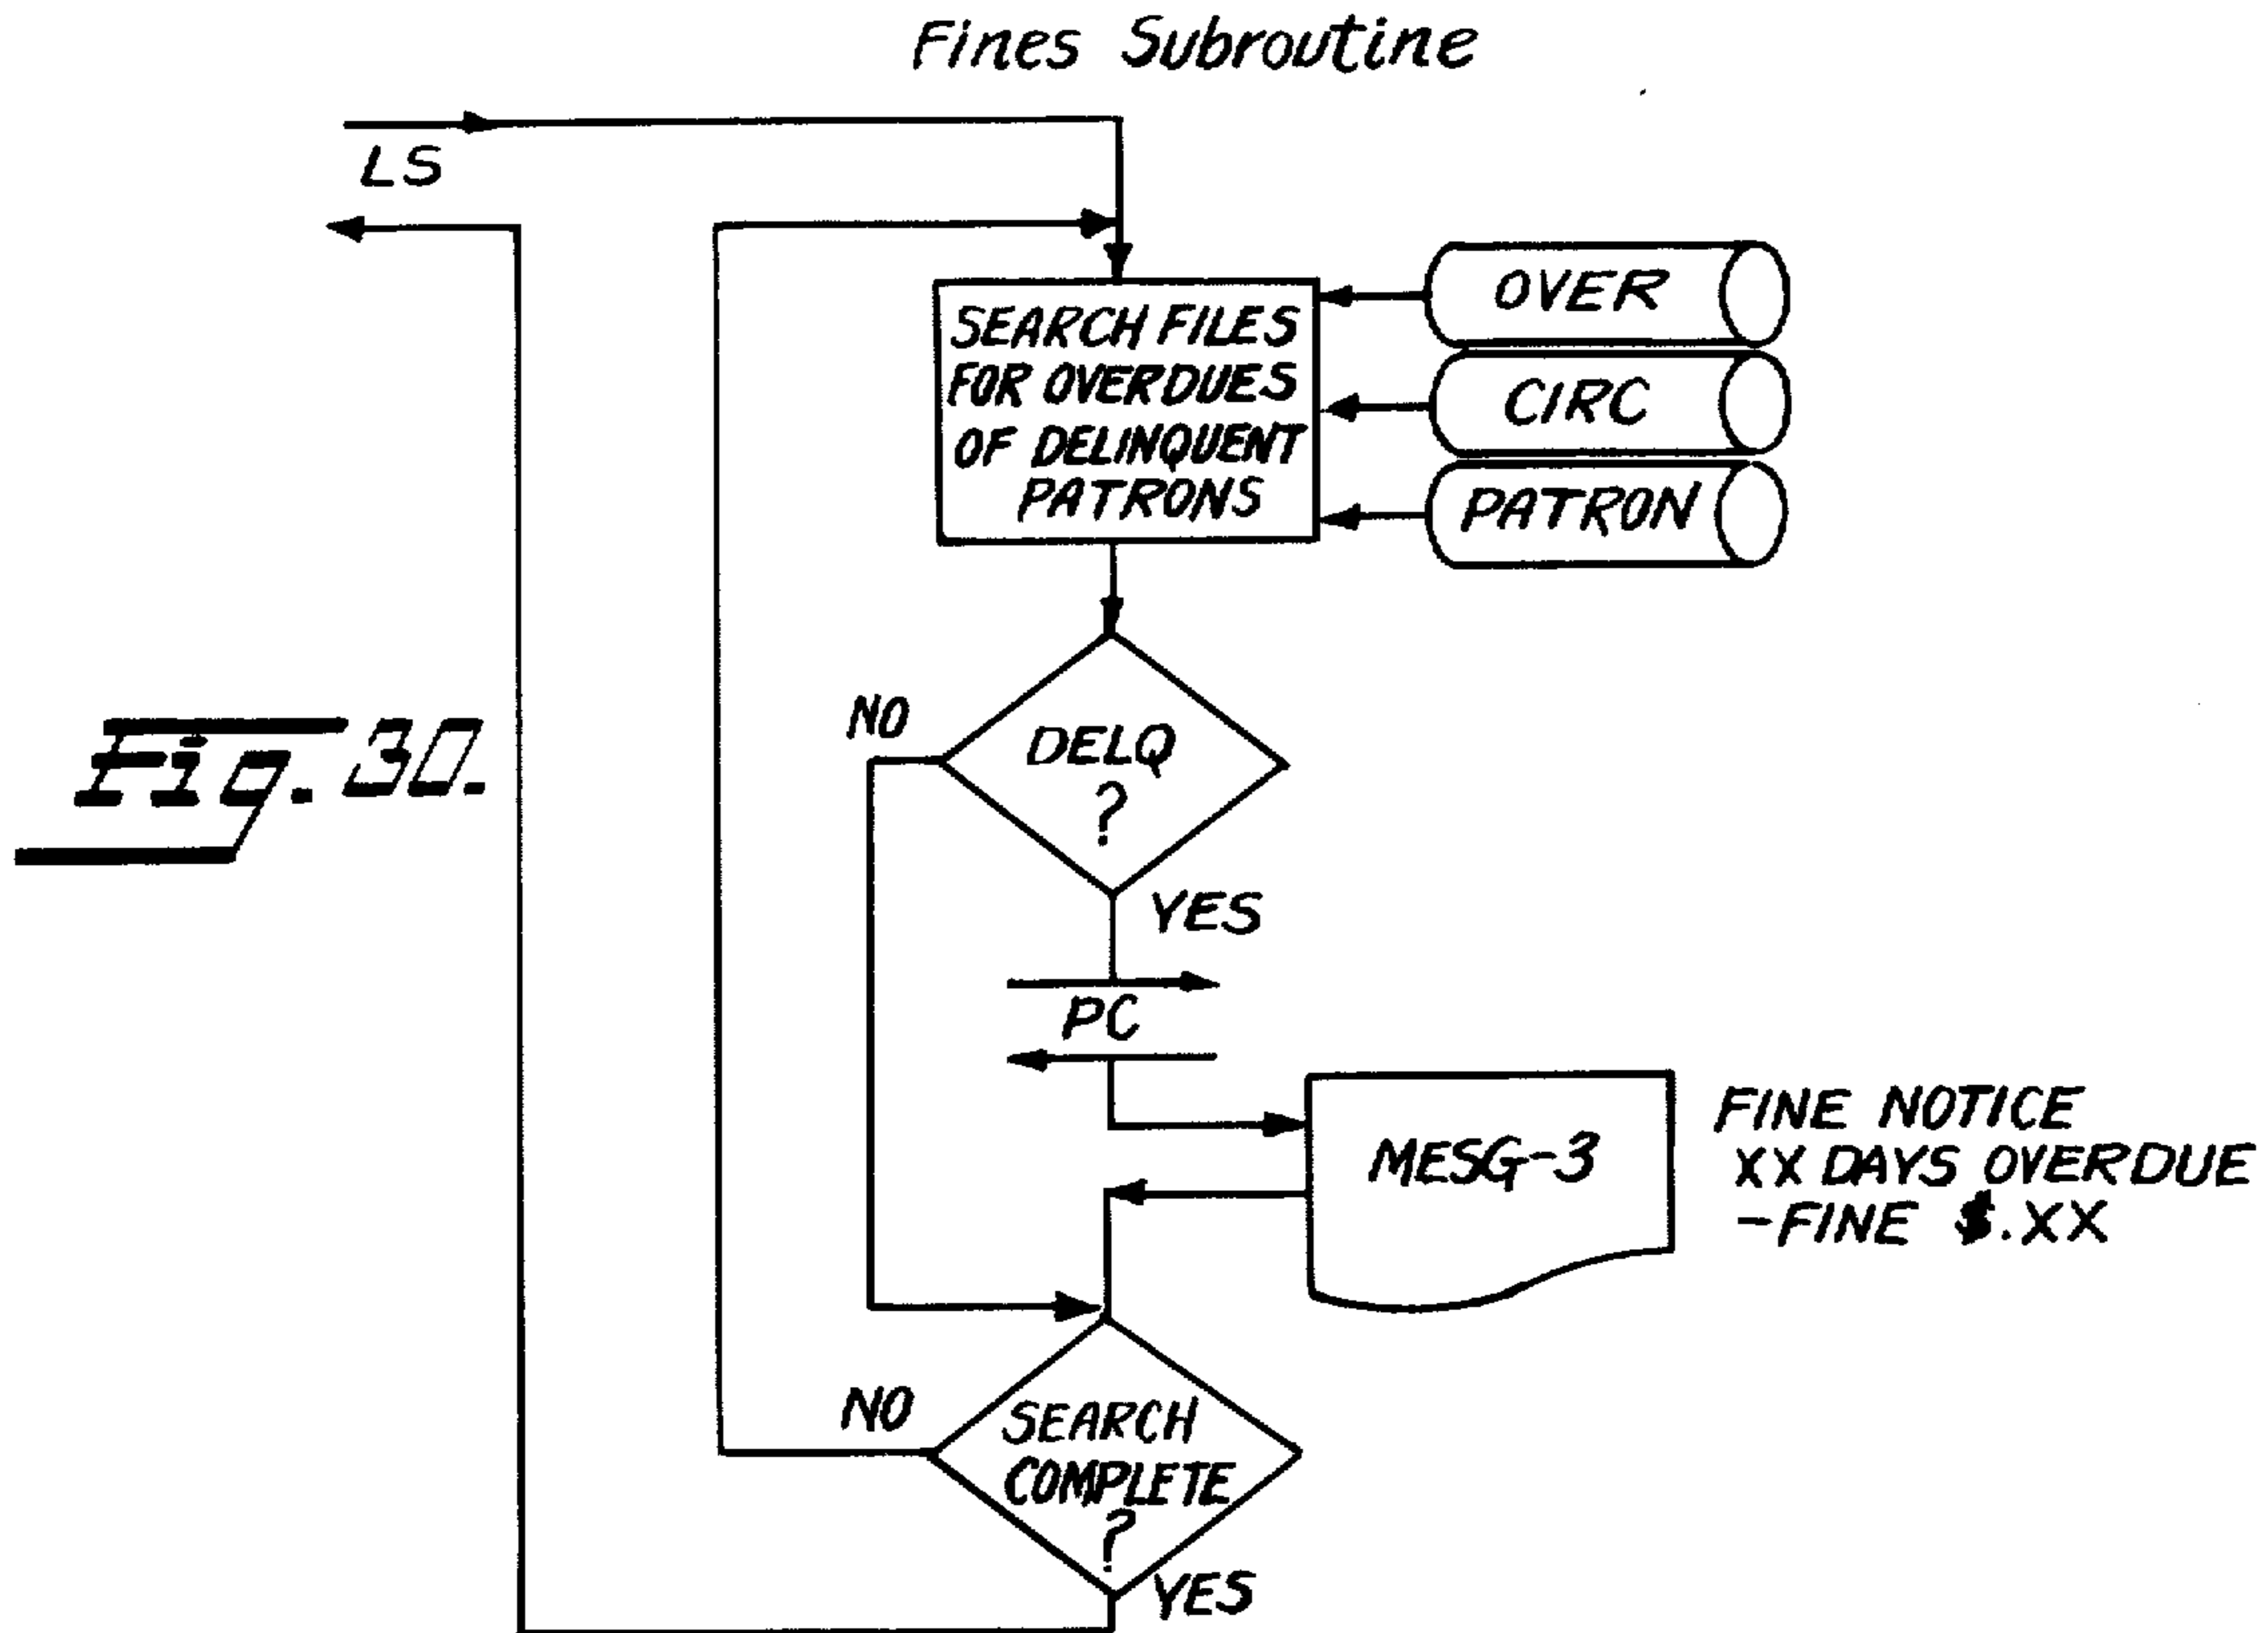 Fines Subroutine
LS
SEARCH FILES
FOR OVERDUES
OF DELINQUENT
PATRONS
OVER
CIRC
PATRON
NO
DELQ
?
YES
Fig. 30.
PC
MESG-3
FINE NOTICE
XX DAYS OVERDUE
-FINE $.XX
NO
SEARCH
COMPLETE
?
YES